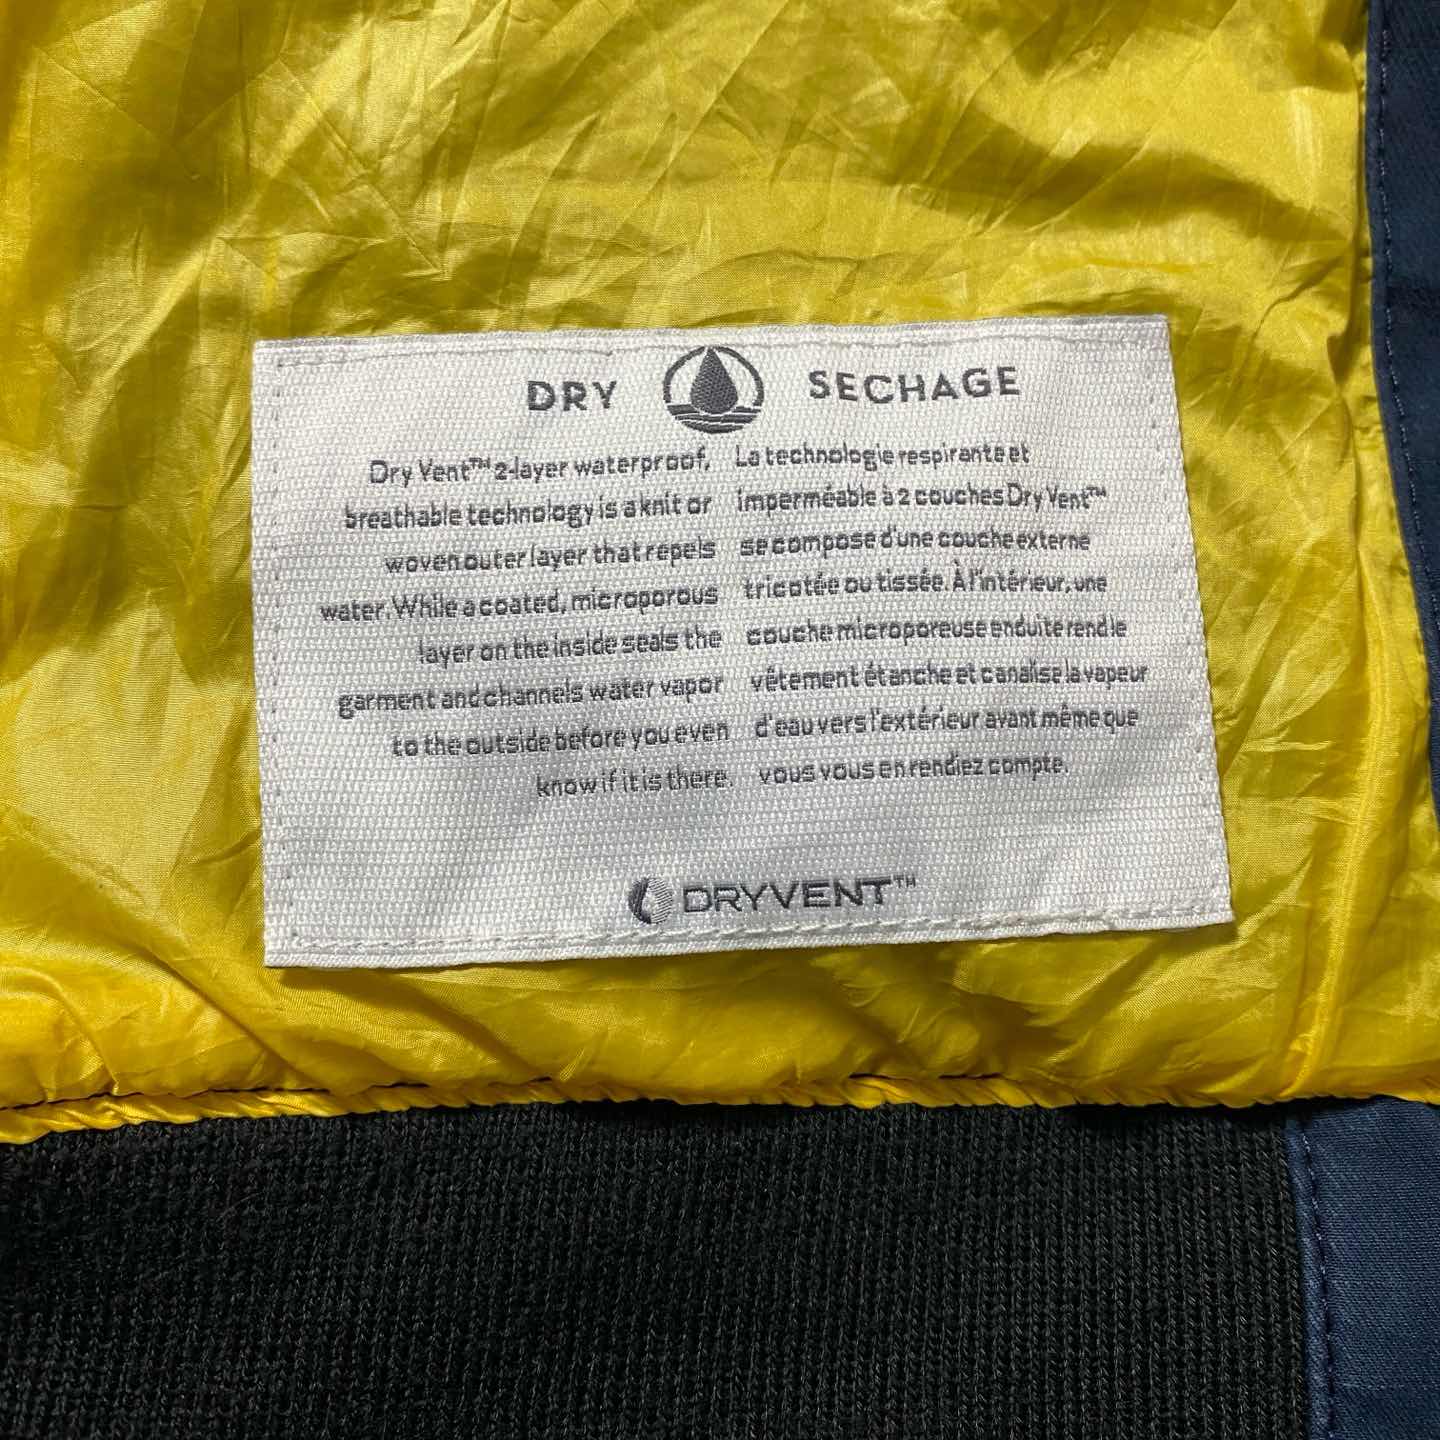 DRY SECHAGE
Dry Vent™ 2-layer waterproof,
breathable technology is a knit or
woven outer layer that repels
water. While a coated, microporous
layer on the inside seals the
garment and channels water vapor
to the outside before you even
know if it is there.
La technologie respirante et
imperméable à 2 couches Dry Vent™
se compose d'une couche externe
tricotée ou tissée. À l'intérieur, une
couche microporeuse enduite rend le
vêtement étanche et canalise la vapeur
d'eau vers l'extérieur avant même que
vous vous en rendiez compte.
DRYVENT™